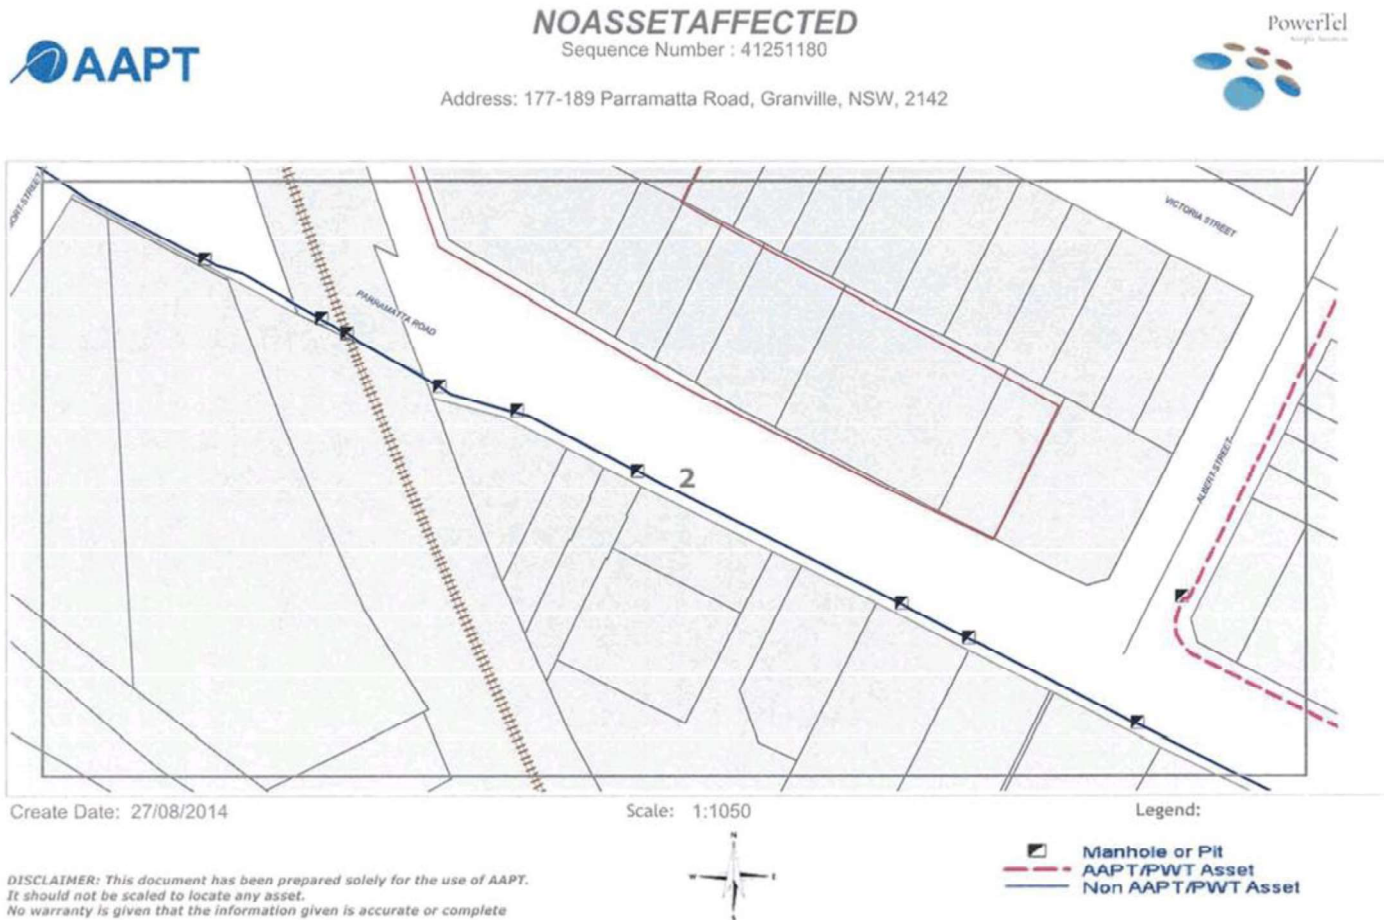 NOASSETAFFECTED
Sequence Number : 41251180
Address: 177-189 Parramatta Road, Granville, NSW, 2142
AAPT
PowerTel
VICTORIA STREET
PARRAMATTA ROAD
ALBERT-STREET
2
Create Date: 27/08/2014
Scale: 1:1050
Legend:
Manhole or Pit
AAPT/PWT Asset
Non AAPT/PWT Asset
N
W
E
S
DISCLAIMER: This document has been prepared solely for the use of AAPT.
It should not be scaled to locate any asset.
No warranty is given that the information given is accurate or complete